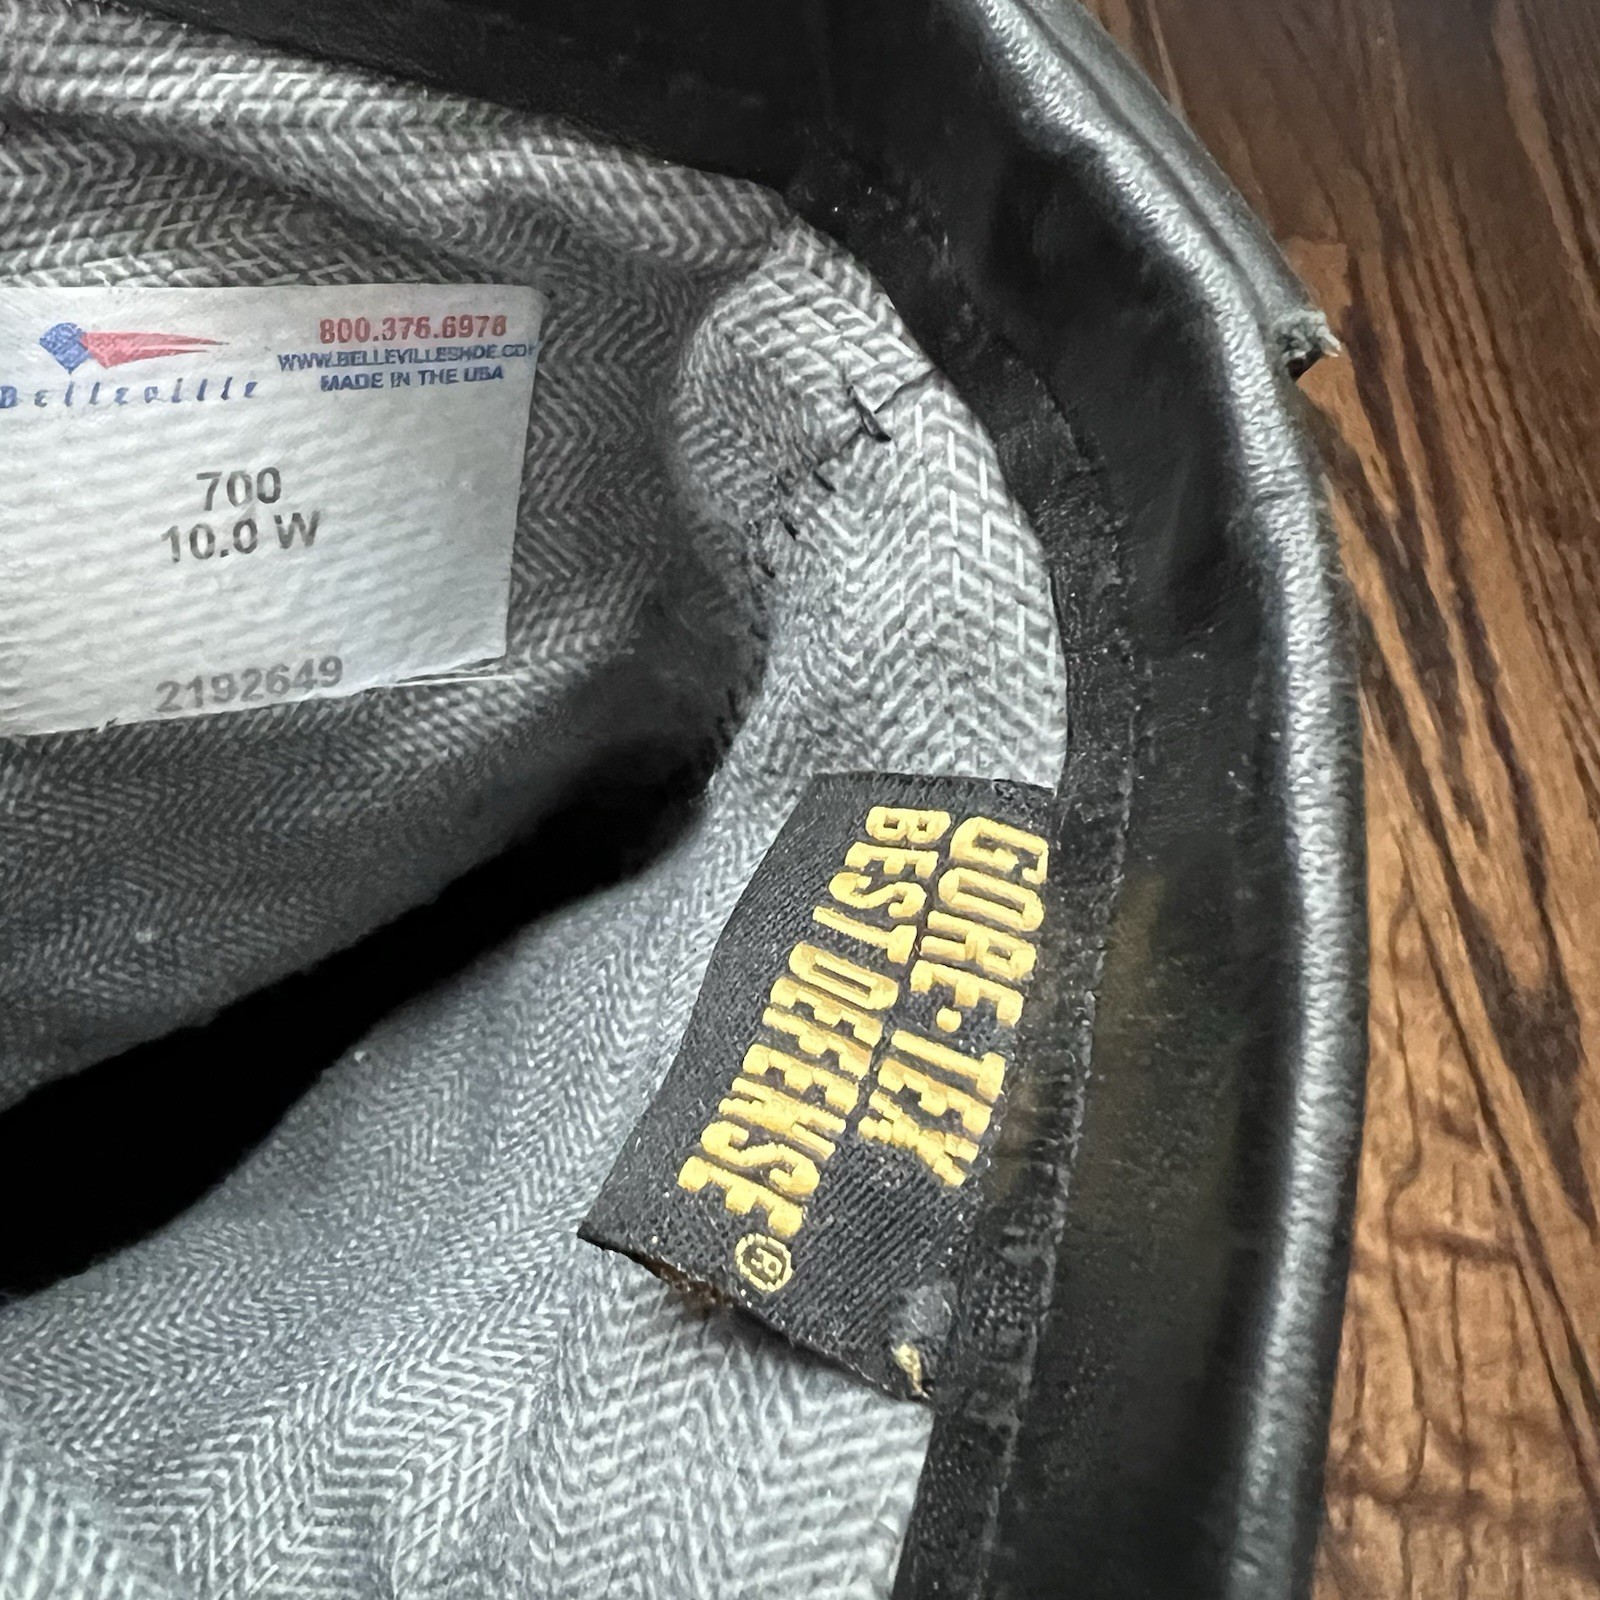 800.376.6978
WWW.BELLEVILLESHOE.COM
MADE IN THE USA
Belleville
700
10.0 W
2192649
GORE-TEX
BEST DEFENSE®